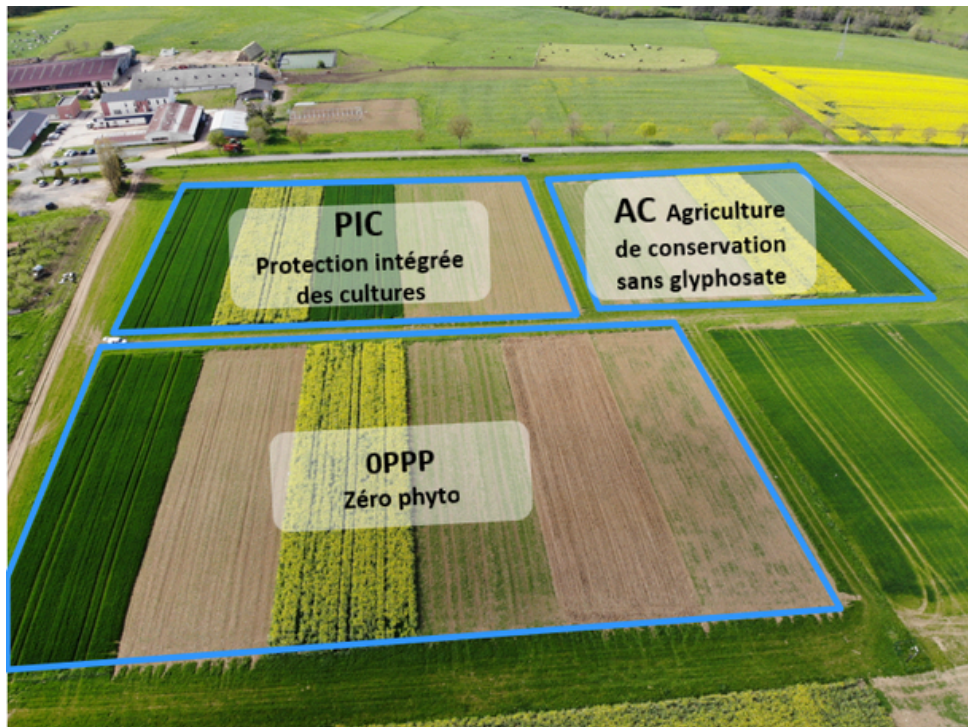 PIC
Protection intégrée
des cultures
AC Agriculture
de conservation
sans glyphosate
0PPP
Zéro phyto